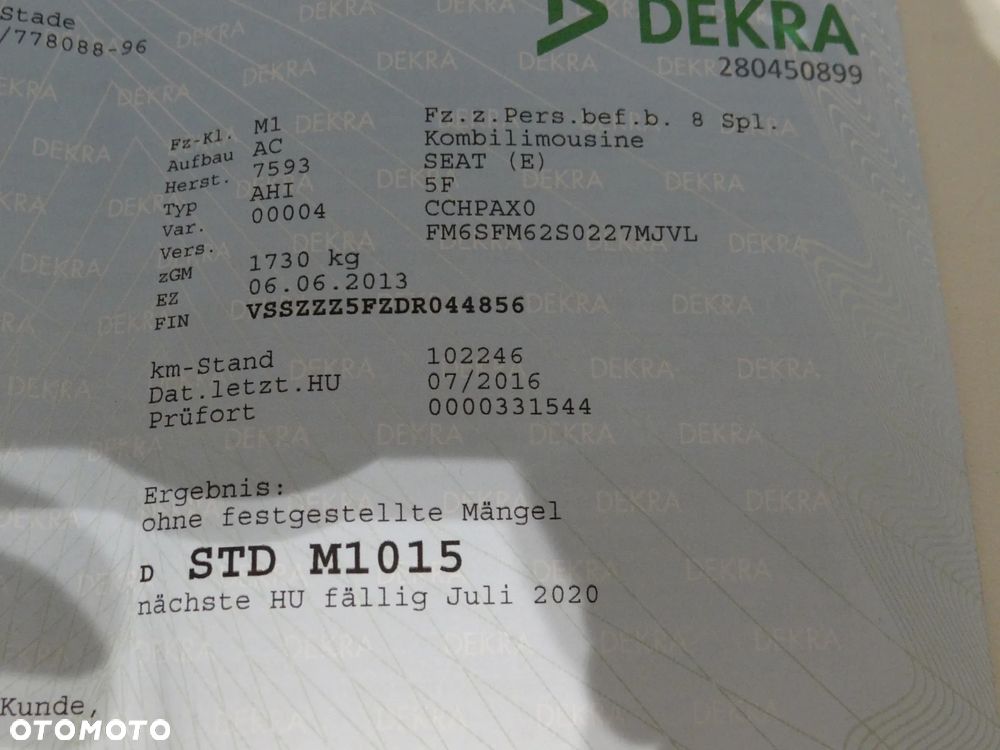 Stade
/778088-96
DEKRA
280450899
Fz-Kl. M1 Fz.z.Pers.bef.b. 8 Spl.
Aufbau AC Kombilimousine
Herst. 7593 SEAT (E)
Typ AHI 5F
Var. 00004 CCHPAX0
Vers. FM6SFM62S0227MJVL
zGM 1730 kg
EZ 06.06.2013
FIN VSSZZZ5FZDR044856
km-Stand 102246
Dat.letzt.HU 07/2016
Prüfort 0000331544
Ergebnis:
ohne festgestellte Mängel
D STD M1015
nächste HU fällig Juli 2020
Kunde,
OTOMOTO